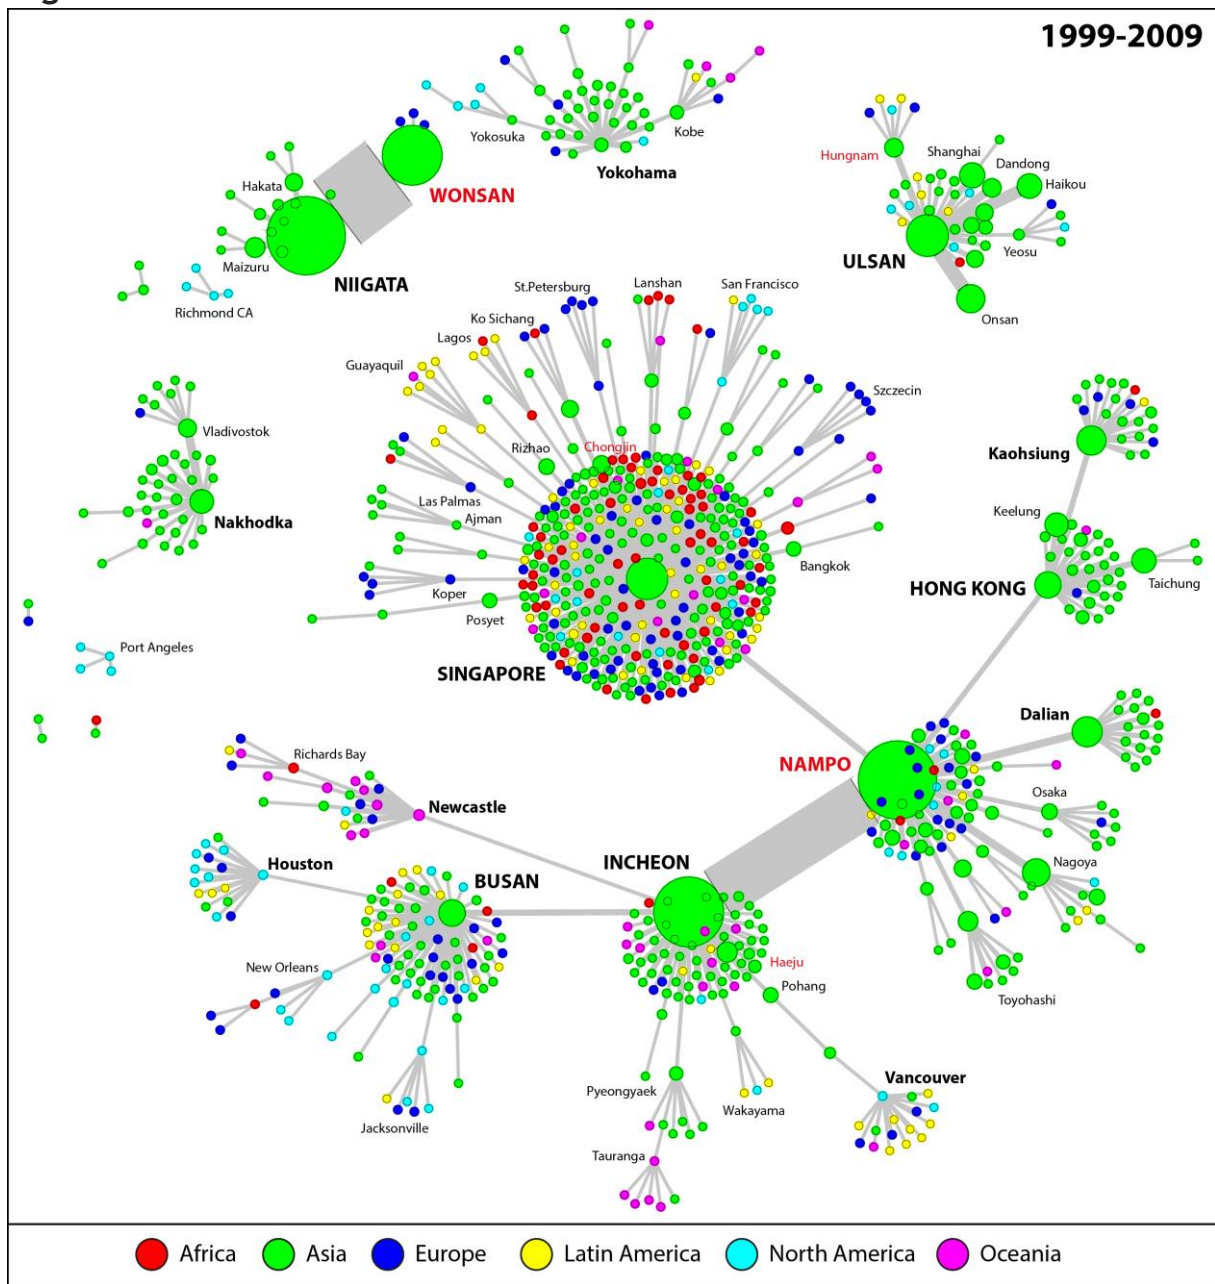 1999-2009
Yokosuka
Kobe
Yokohama
Hakata
WONSAN
Maizuru
NIIGATA
Richmond CA
Hungnam
Shanghai
Dandong
Haikou
ULSAN
Yeosu
Onsan
St.Petersburg
Lanshan
San Francisco
Ko Sichang
Lagos
Guayaquil
Szczecin
Vladivostok
Rizhao
Chongjin
Kaohsiung
Las Palmas
Ajman
Nakhodka
Keelung
Bangkok
HONG KONG
Taichung
Koper
Posyet
Port Angeles
SINGAPORE
Dalian
Richards Bay
NAMPO
Newcastle
Osaka
Houston
INCHEON
Nagoya
BUSAN
New Orleans
Haeju
Pohang
Toyohashi
Vancouver
Pyeongyaek
Wakayama
Jacksonville
Tauranga
Africa
Asia
Europe
Latin America
North America
Oceania